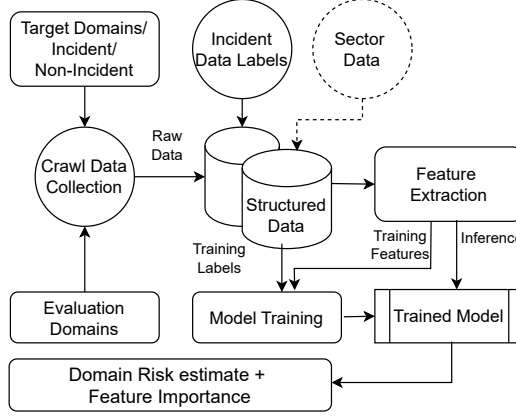 Target Domains/
Incident/
Non-Incident
Incident
Data Labels
Sector
Data
Raw
Data
Crawl Data
Collection
Structured
Data
Feature
Extraction
Training
Labels
Training
Features
Inference
Evaluation
Domains
Model Training
Trained Model
Domain Risk estimate +
Feature Importance